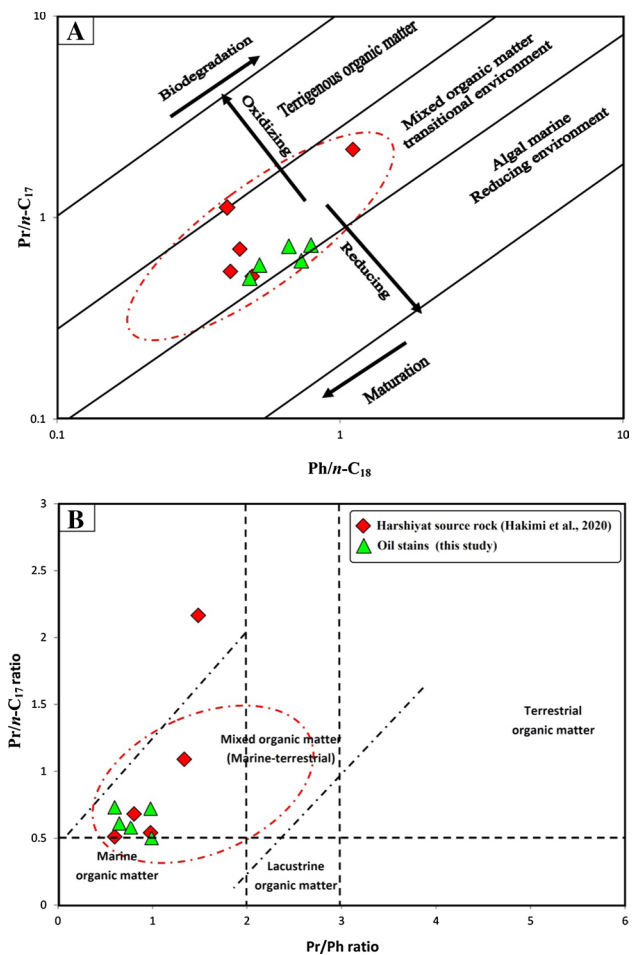 A
10
1
0.1
Pr/n-C17
0.1
1
10
Ph/n-C18
Biodegradation
Oxidizing
Terrigenous organic matter
Mixed organic matter
transitional environment
Algal marine
Reducing environment
Reducing
Maturation
B
3
2.5
2
1.5
1
0.5
0
Pr/n-C17 ratio
Harshiyat source rock (Hakimi et al., 2020)
Oil stains (this study)
Mixed organic matter
(Marine-terrestrial)
Terrestrial
organic matter
Marine
organic matter
Lacustrine
organic matter
0
1
2
3
4
5
6
Pr/Ph ratio